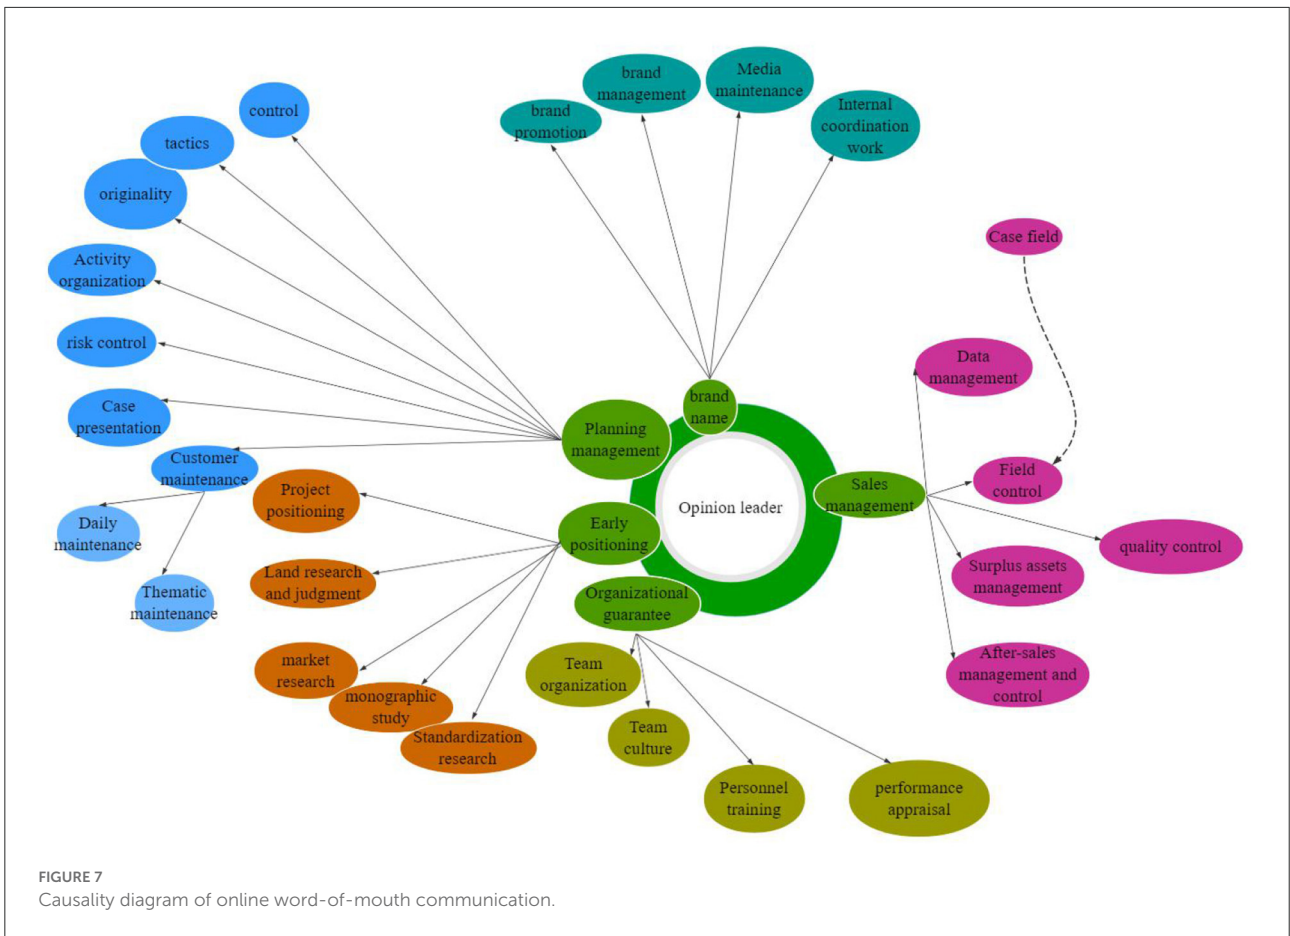 control
tactics
originality
Activity
organization
risk control
Case
presentation
Customer
maintenance
Daily
maintenance
Thematic
maintenance
brand
promotion
brand
management
Media
maintenance
Internal
coordination
work
Case field
Data
management
Field
control
quality control
Surplus assets
management
After-sales
management and
control
brand
name
Planning
management
Early
positioning
Organizational
guarantee
Sales
management
Opinion leader
Project
positioning
Land research
and judgment
market
research
monographic
study
Standardization
research
Team
organization
Team
culture
Personnel
training
performance
appraisal
FIGURE 7
Causality diagram of online word-of-mouth communication.